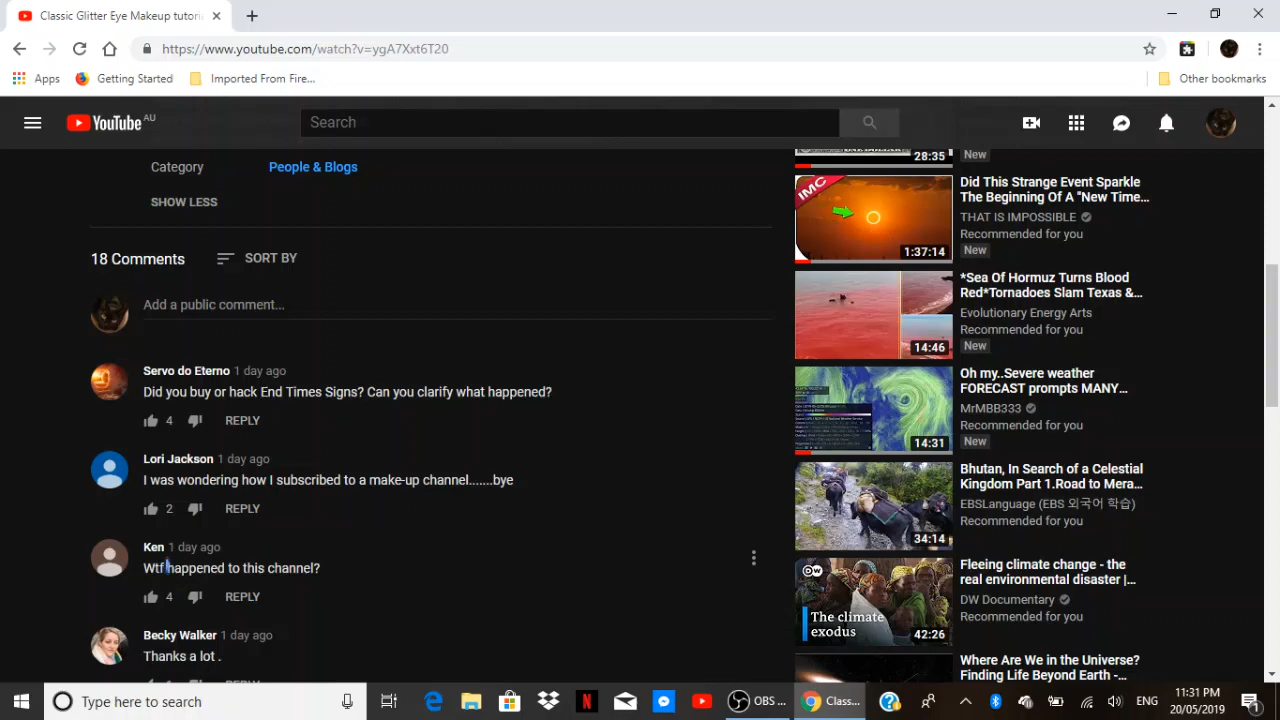 Classic Glitter Eye Makeup tutori
https://www.youtube.com/watch?v=ygA7Xxt6T20
Apps
Getting Started
Imported From Fire...
Other bookmarks
YouTube AU
Search
Category
People & Blogs
SHOW LESS
18 Comments
SORT BY
Add a public comment...
Servo do Eterno 1 day ago
Did you buy or hack End Times Signs? Can you clarify what happened?
4
REPLY
Lori Jackson 1 day ago
I was wondering how I subscribed to a make-up channel.......bye
2
REPLY
Ken 1 day ago
Wtf happened to this channel?
4
REPLY
Becky Walker 1 day ago
Thanks a lot .
28:35
New
IMC
1:37:14
Did This Strange Event Sparkle
The Beginning Of A "New Time...
THAT IS IMPOSSIBLE
Recommended for you
New
14:46
*Sea Of Hormuz Turns Blood
Red*Tornadoes Slam Texas &...
Evolutionary Energy Arts
Recommended for you
New
14:31
Oh my..Severe weather
FORECAST prompts MANY...
MrMBB333
Recommended for you
New
34:14
Bhutan, In Search of a Celestial
Kingdom Part 1.Road to Mera...
EBSLanguage (EBS 외국어 학습)
Recommended for you
DW
The climate
exodus
42:26
Fleeing climate change - the
real environmental disaster |...
DW Documentary
Recommended for you
Where Are We in the Universe?
Finding Life Beyond Earth -...
Type here to search
OBS ...
Class...
ENG
11:31 PM
20/05/2019
1